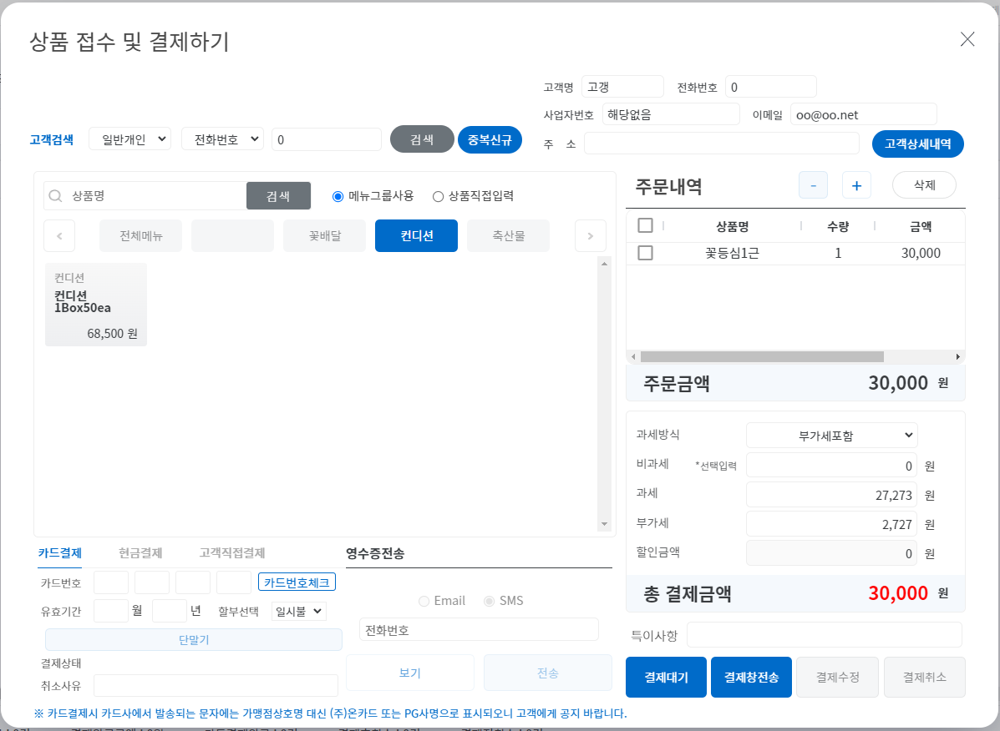 상품 접수 및 결제하기
고객명 고갱 전화번호 0
사업자번호 해당없음 이메일 oo@oo.net
고객검색 일반개인 전화번호 0 검색 중복신규
주 소 고객상세내역
상품명 검색 메뉴그룹사용 상품직접입력
전체메뉴 꽃배달 컨디션 축산물
컨디션
컨디션
1Box50ea
68,500 원
주문내역 - + 삭제
상품명 수량 금액
꽃등심1근 1 30,000
주문금액 30,000 원
과세방식 부가세포함
비과세 *선택입력 0 원
과세 27,273 원
부가세 2,727 원
할인금액 0 원
총 결제금액 30,000 원
특이사항
결제대기 결제창전송 결제수정 결제취소
카드결제 현금결제 고객직접결제
카드번호 카드번호체크
유효기간 월 년 할부선택 일시불
단말기
결제상태
취소사유
영수증전송
Email SMS
전화번호
보기 전송
※ 카드결제시 카드사에서 발송되는 문자에는 가맹점상호명 대신 (주)온카드 또는 PG사명으로 표시되오니 고객에게 공지 바랍니다.